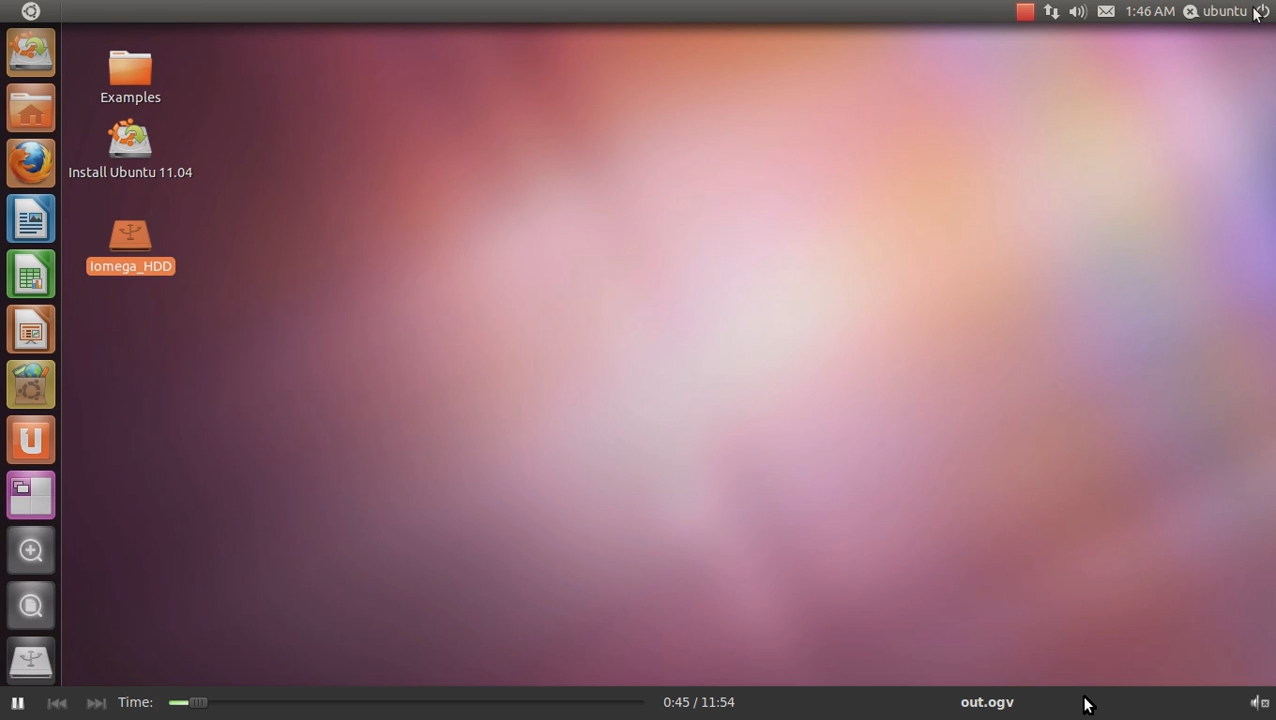 1:46 AM ubuntu
Examples
Install Ubuntu 11.04
Iomega_HDD
U
Time: 0:45 / 11:54 out.ogv